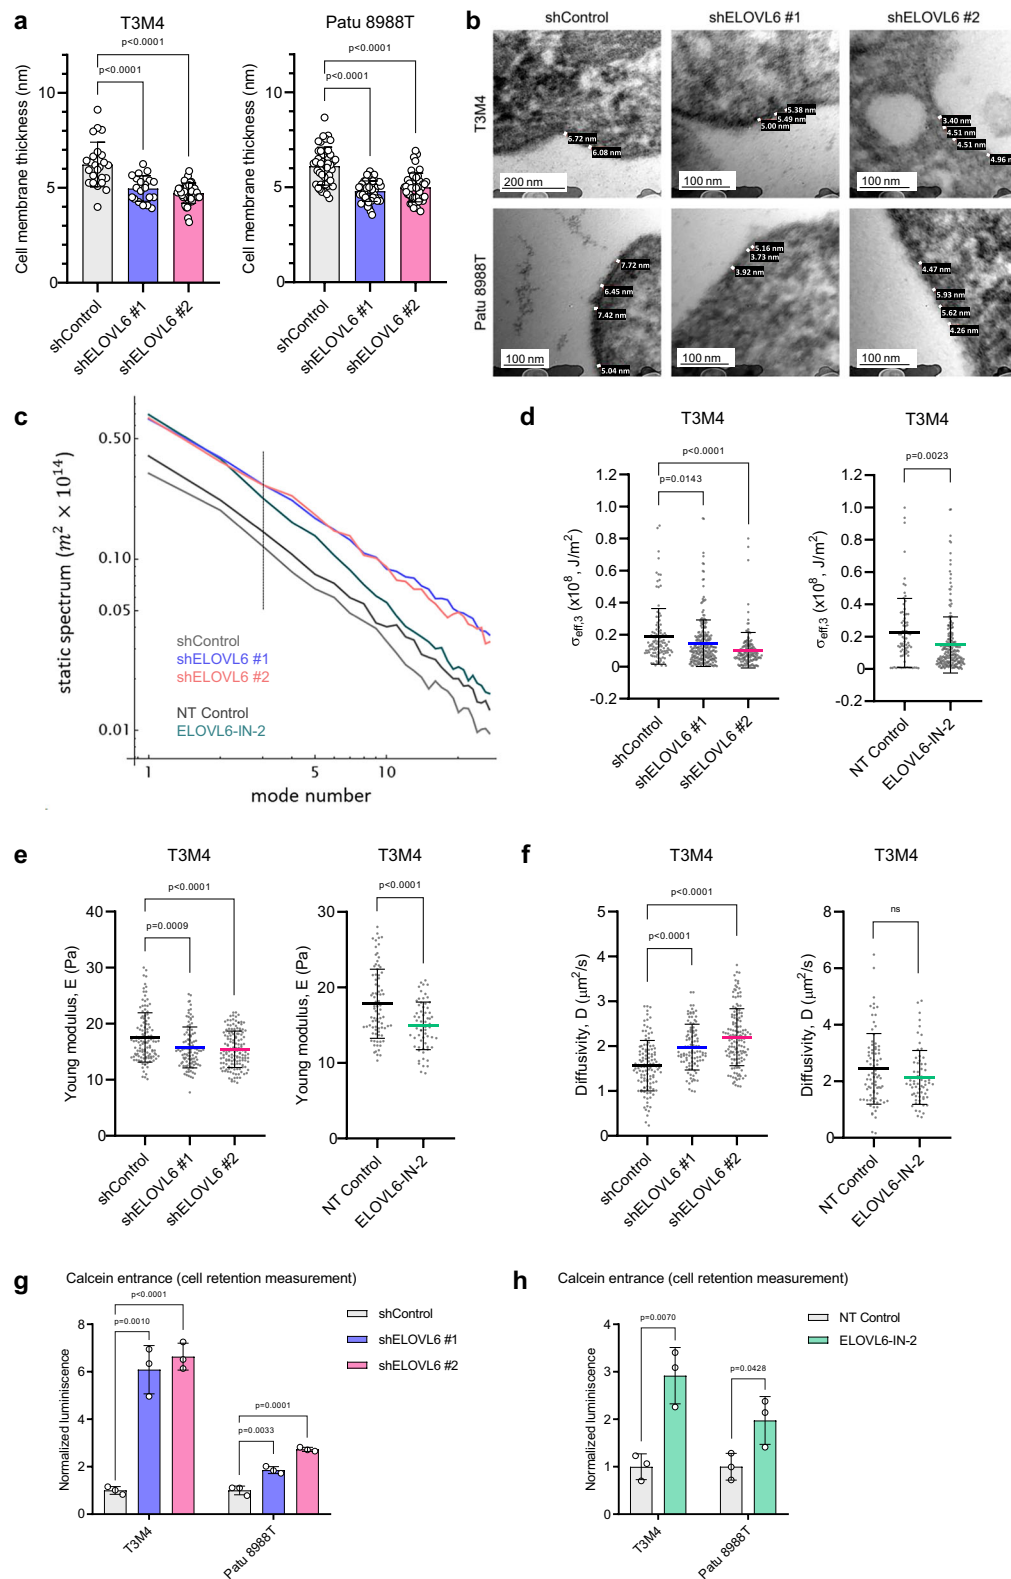 a
T3M4
Patu 8988T
p<0.0001
p<0.0001
p<0.0001
p<0.0001
Cell membrane thickness (nm)
10
5
0
shControl
shELOVL6 #1
shELOVL6 #2
Cell membrane thickness (nm)
10
5
0
shControl
shELOVL6 #1
shELOVL6 #2
b
shControl
shELOVL6 #1
shELOVL6 #2
T3M4
6.72 nm
6.08 nm
200 nm
5.38 nm
5.49 nm
5.00 nm
100 nm
3.40 nm
4.51 nm
4.51 nm
4.96 nm
100 nm
Patu 8988T
7.72 nm
6.45 nm
7.42 nm
5.04 nm
100 nm
5.16 nm
3.73 nm
3.92 nm
100 nm
4.47 nm
5.93 nm
5.62 nm
4.26 nm
100 nm
c
static spectrum (m² × 10¹⁴)
0.50
0.10
0.05
0.01
shControl
shELOVL6 #1
shELOVL6 #2
NT Control
ELOVL6-IN-2
1
5
10
mode number
d
T3M4
T3M4
p<0.0001
p=0.0143
p=0.0023
σeff,3 (x10⁸, J/m²)
1.2
1.0
0.8
0.6
0.4
0.2
0
-0.2
shControl
shELOVL6 #1
shELOVL6 #2
σeff,3 (x10⁸, J/m²)
1.2
1.0
0.8
0.6
0.4
0.2
0
-0.2
NT Control
ELOVL6-IN-2
e
T3M4
T3M4
p<0.0001
p=0.0009
p<0.0001
Young modulus, E (Pa)
40
30
20
10
0
shControl
shELOVL6 #1
shELOVL6 #2
Young modulus, E (Pa)
30
20
10
0
NT Control
ELOVL6-IN-2
f
T3M4
T3M4
p<0.0001
p<0.0001
ns
Diffusivity, D (μm²/s)
5
4
3
2
1
0
shControl
shELOVL6 #1
shELOVL6 #2
Diffusivity, D (μm²/s)
8
6
4
2
0
NT Control
ELOVL6-IN-2
g
Calcein entrance (cell retention measurement)
p<0.0001
p=0.0010
p=0.0001
p=0.0033
Normalized luminiscence
8
6
4
2
0
T3M4
Patu 8988T
shControl
shELOVL6 #1
shELOVL6 #2
h
Calcein entrance (cell retention measurement)
p=0.0070
p=0.0428
Normalized luminiscence
4
3
2
1
0
T3M4
Patu 8988T
NT Control
ELOVL6-IN-2